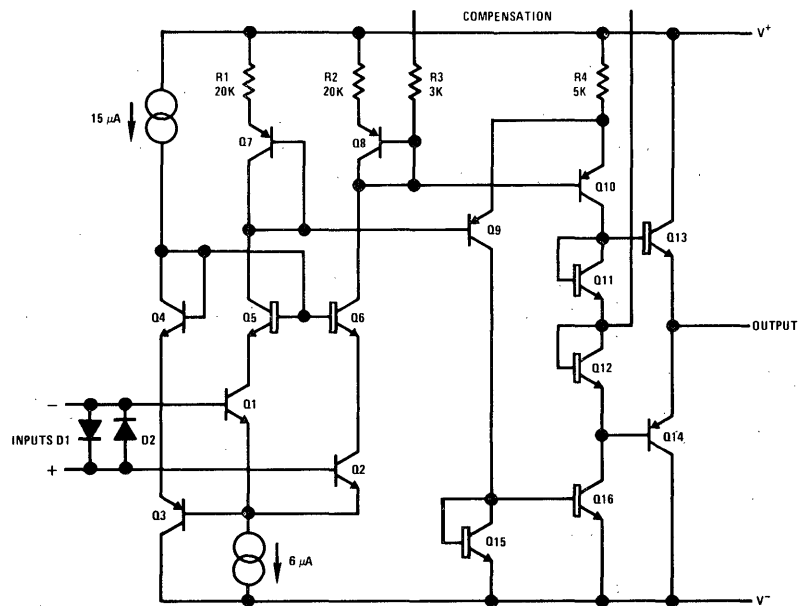 COMPENSATION
V+
R1
20K
R2
20K
R3
3K
R4
5K
15 μA
Q7
Q8
Q10
Q9
Q13
Q11
Q4
Q5
Q6
OUTPUT
Q12
−
Q1
INPUTS D1
D2
Q14
+
Q2
Q3
Q16
Q15
6 μA
V−